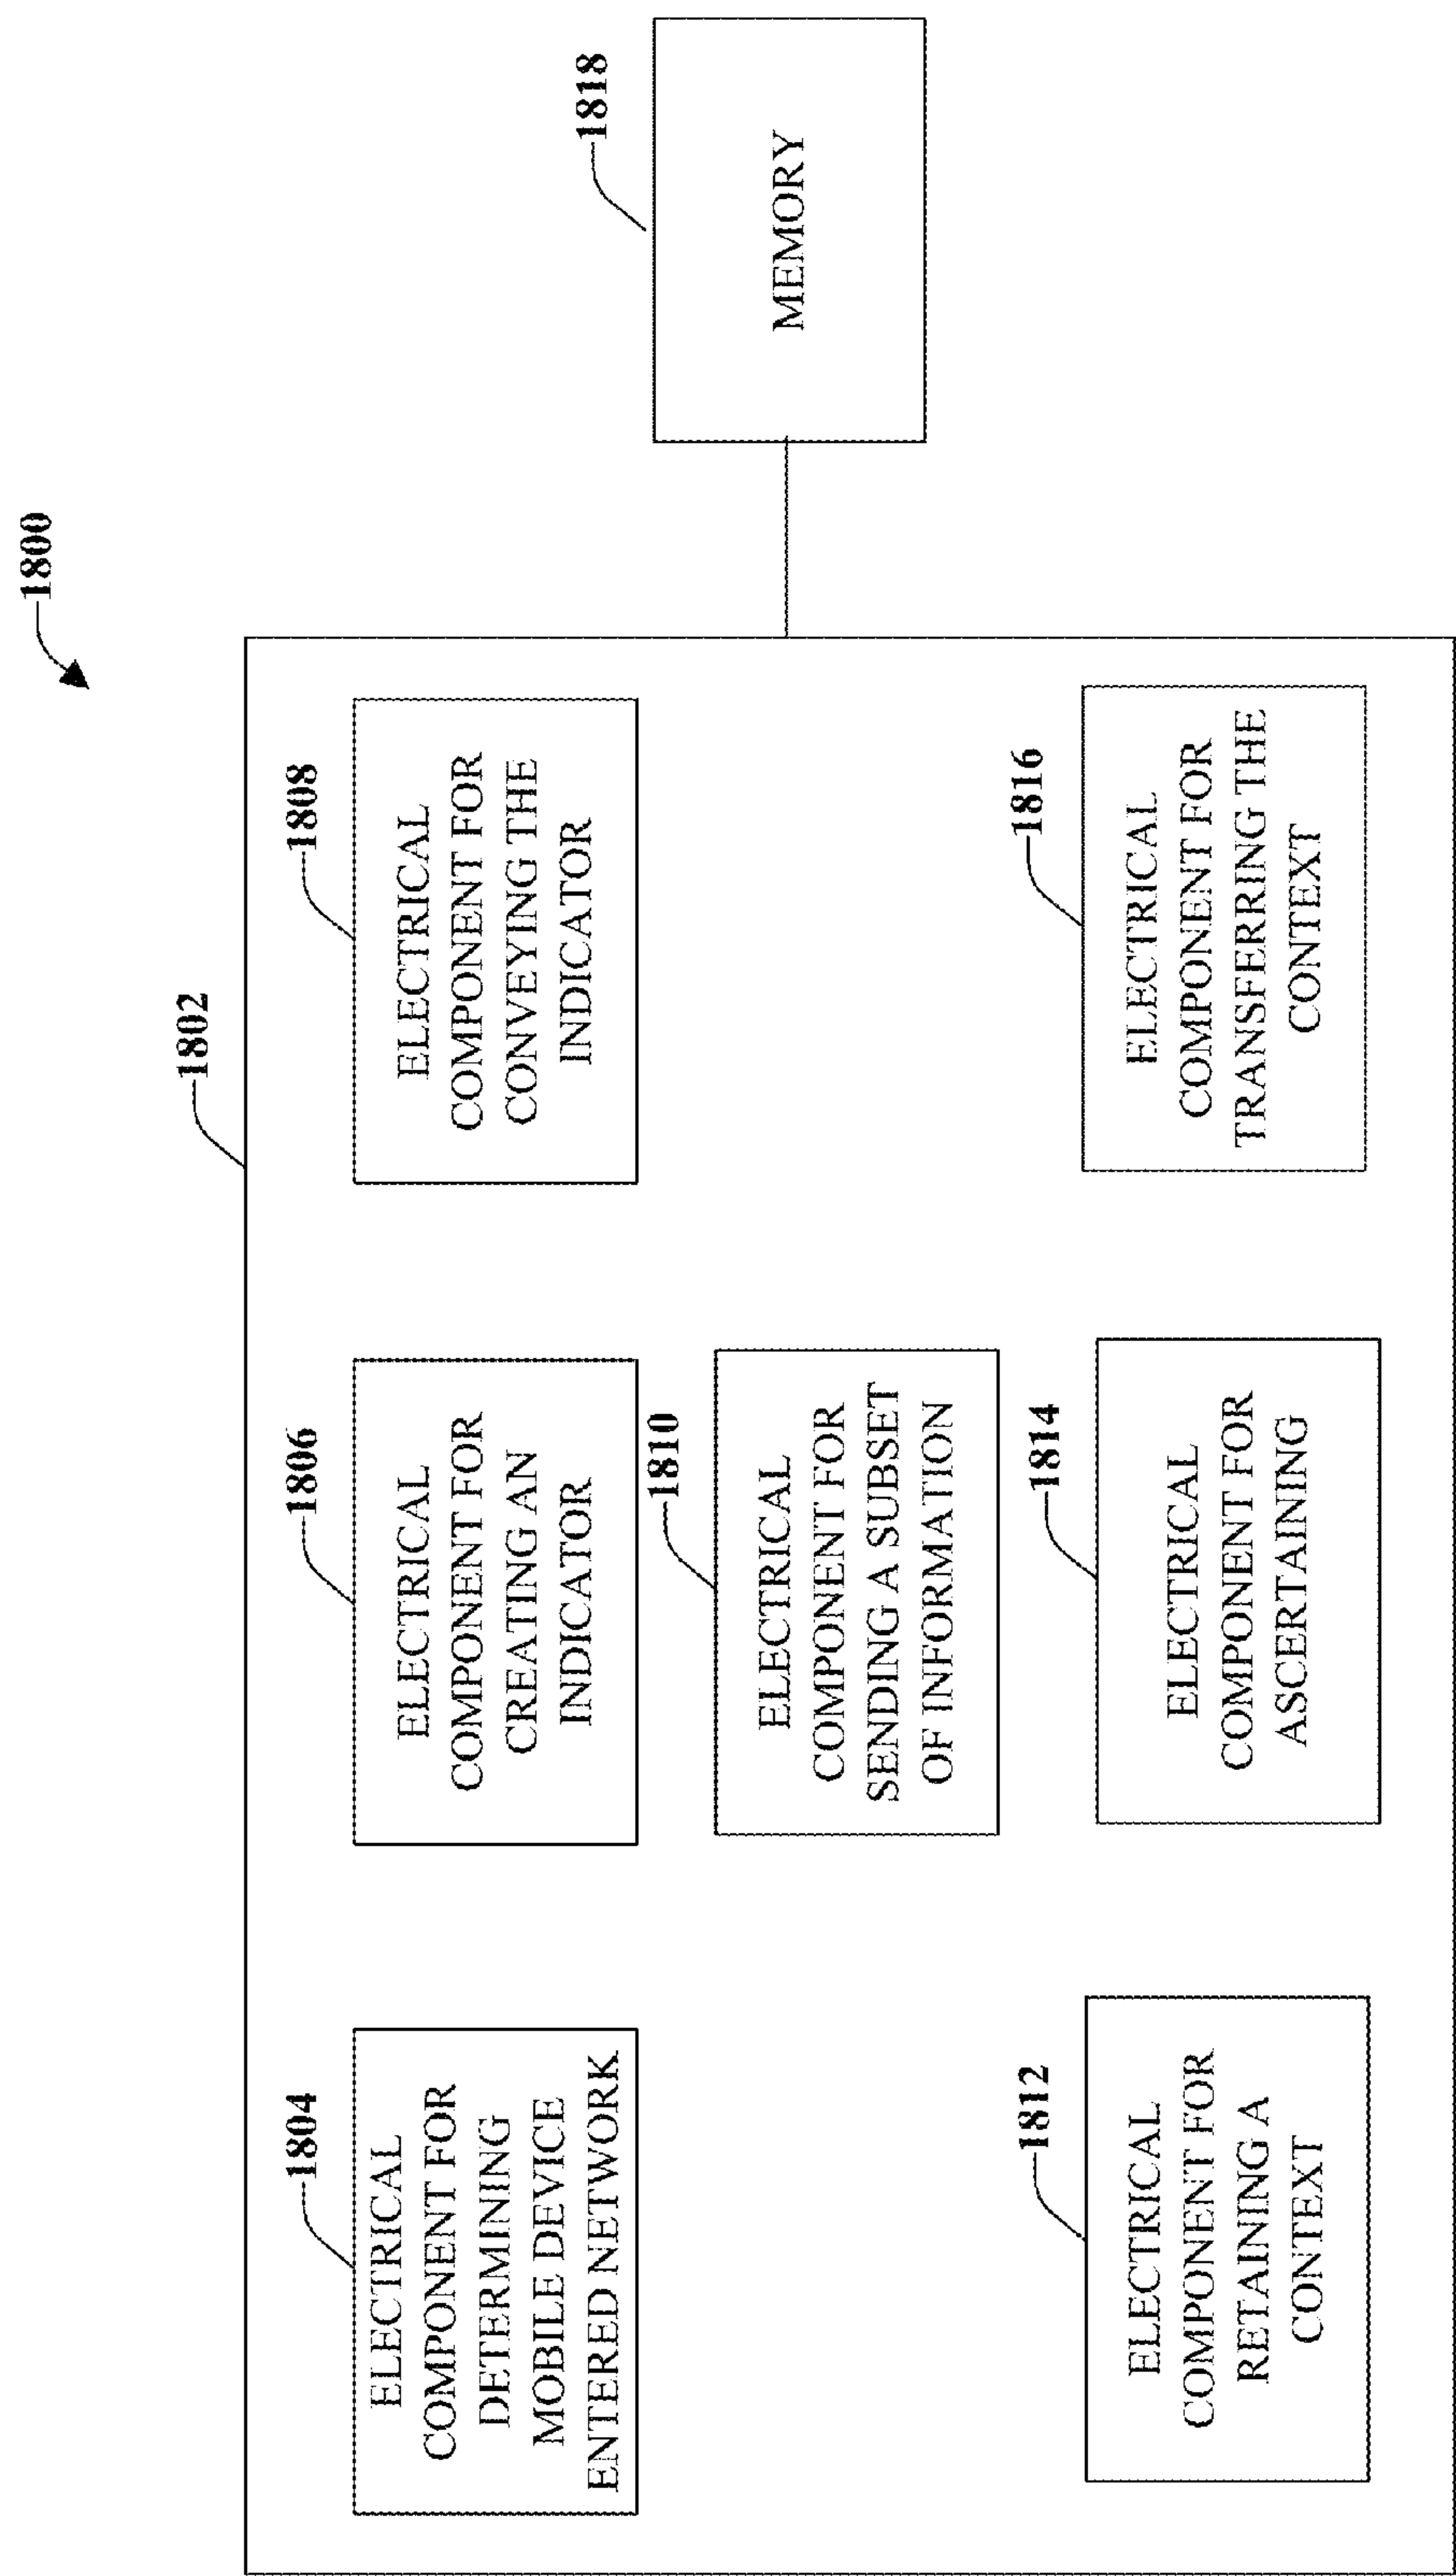 1800
1802
1804
ELECTRICAL
COMPONENT FOR
DETERMINING
MOBILE DEVICE
ENTERED NETWORK
1806
ELECTRICAL
COMPONENT FOR
CREATING AN
INDICATOR
1808
ELECTRICAL
COMPONENT FOR
CONVEYING THE
INDICATOR
1810
ELECTRICAL
COMPONENT FOR
SENDING A SUBSET
OF INFORMATION
1812
ELECTRICAL
COMPONENT FOR
RETAINING A
CONTEXT
1814
ELECTRICAL
COMPONENT FOR
ASCERTAINING
1816
ELECTRICAL
COMPONENT FOR
TRANSFERRING THE
CONTEXT
1818
MEMORY